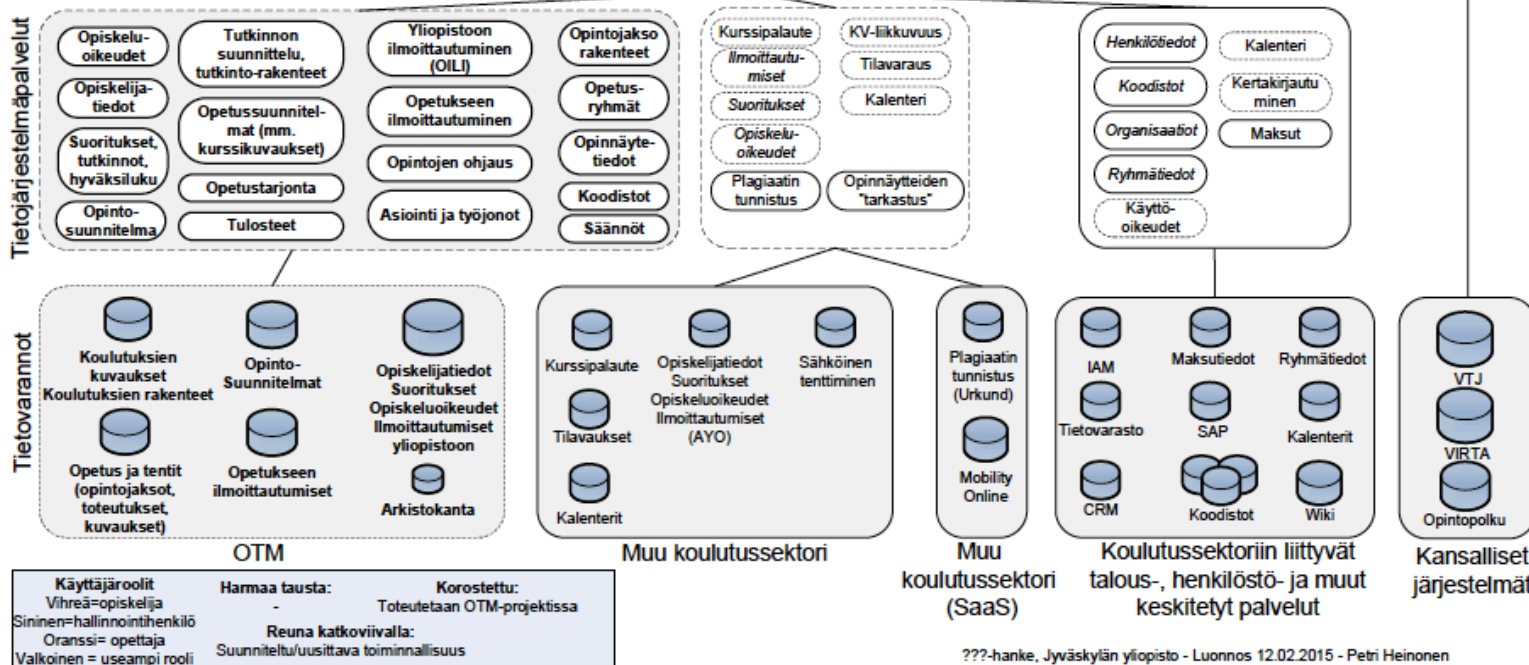 Tietojärjestelmäpalvelut
Opiskelu-
oikeudet
Opiskelija-
tiedot
Suoritukset,
tutkinnot,
hyväksiluku
Opinto-
suunnitelma
Tutkinnon
suunnittelu,
tutkinto-rakenteet
Opetussuunnitel-
mat (mm.
kurssikuvaukset)
Opetustarjonta
Tulosteet
Yliopistoon
ilmoittautuminen
(OILI)
Opetukseen
ilmoittautuminen
Opintojen ohjaus
Asiointi ja työjonot
Opintojakso
rakenteet
Opetus-
ryhmät
Opinnäyte-
tiedot
Koodistot
Säännöt
Kurssipalaute
Ilmoittautu-
miset
Suoritukset
Opiskelu-
oikeudet
Plagiaatin
tunnistus
KV-liikkuvuus
Tilavaraus
Kalenteri
Opinnäytteiden
"tarkastus"
Henkilötiedot
Koodistot
Organisaatiot
Ryhmätiedot
Käyttö-
oikeudet
Kalenteri
Kertakirjautu
minen
Maksut
Tietovarannot
Koulutuksien
kuvaukset
Koulutuksien rakenteet
Opetus ja tentit
(opintojaksot,
toteutukset,
kuvaukset)
Opinto-
Suunnitelmat
Opetukseen
ilmoittautumiset
Opiskelijatiedot
Suoritukset
Opiskeluoikeudet
Ilmoittautumiset
yliopistoon
Arkistokanta
OTM
Kurssipalaute
Tilavaukset
Kalenterit
Opiskelijatiedot
Suoritukset
Opiskeluoikeudet
Ilmoittautumiset
(AYO)
Sähköinen
tenttiminen
Muu koulutussektori
Plagiaatin
tunnistus
(Urkund)
Mobility
Online
Muu
koulutussektori
(SaaS)
IAM
Maksutiedot
Ryhmätiedot
Tietovarasto
SAP
Kalenterit
CRM
Koodistot
Wiki
Koulutussektoriin liittyvät
talous-, henkilöstö- ja muut
keskitetyt palvelut
VTJ
VIRTA
Opintopolku
Kansalliset
järjestelmät
Käyttäjäroolit
Vihreä=opiskelija
Sininen=hallinnointihenkilö
Oranssi= opettaja
Valkoinen = useampi rooli
Harmaa tausta:
-
Korostettu:
Toteutetaan OTM-projektissa
Reuna katkoviivalla:
Suunniteltu/uusittava toiminnallisuus
???-hanke, Jyväskylän yliopisto - Luonnos 12.02.2015 - Petri Heinonen